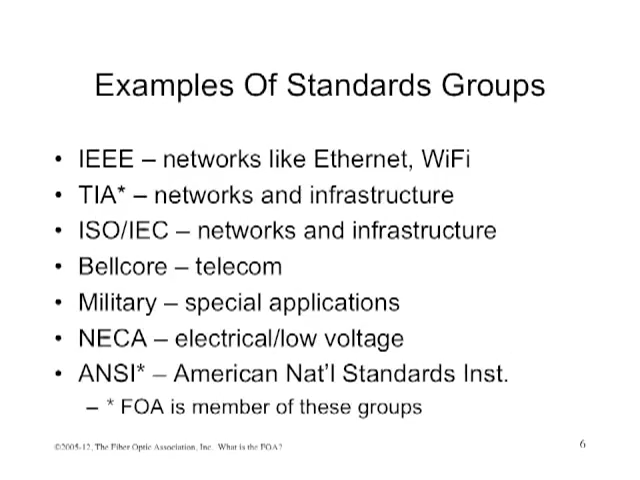 Examples Of Standards Groups
• IEEE – networks like Ethernet, WiFi
• TIA* – networks and infrastructure
• ISO/IEC – networks and infrastructure
• Bellcore – telecom
• Military – special applications
• NECA – electrical/low voltage
• ANSI* – American Nat’l Standards Inst.
– * FOA is member of these groups
©2005-12, The Fiber Optic Association, Inc. What is the FOA?
6